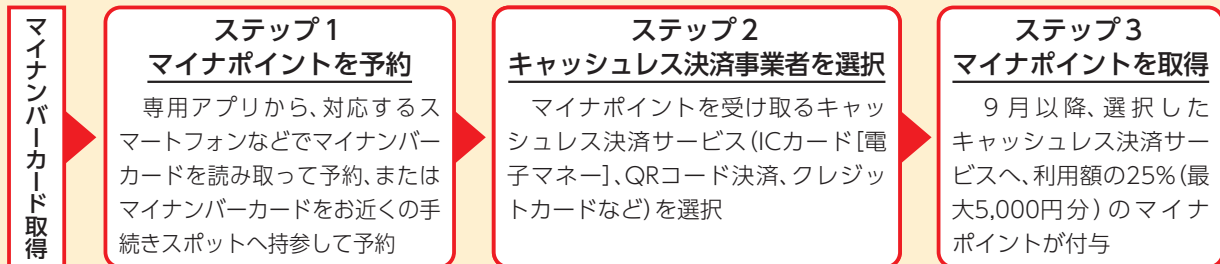 マイナンバーカード取得
ステップ1
マイナポイントを予約
専用アプリから、対応するス
マートフォンなどでマイナンバー
カードを読み取って予約、または
マイナンバーカードをお近くの手
続きスポットへ持参して予約
ステップ2
キャッシュレス決済事業者を選択
マイナポイントを受け取るキャッ
シュレス決済サービス(ICカード[電
子マネー]、QRコード決済、クレジッ
トカードなど)を選択
ステップ3
マイナポイントを取得
9月以降、選択した
キャッシュレス決済サー
ビスへ、利用額の25%(最
大5,000円分)のマイナ
ポイントが付与